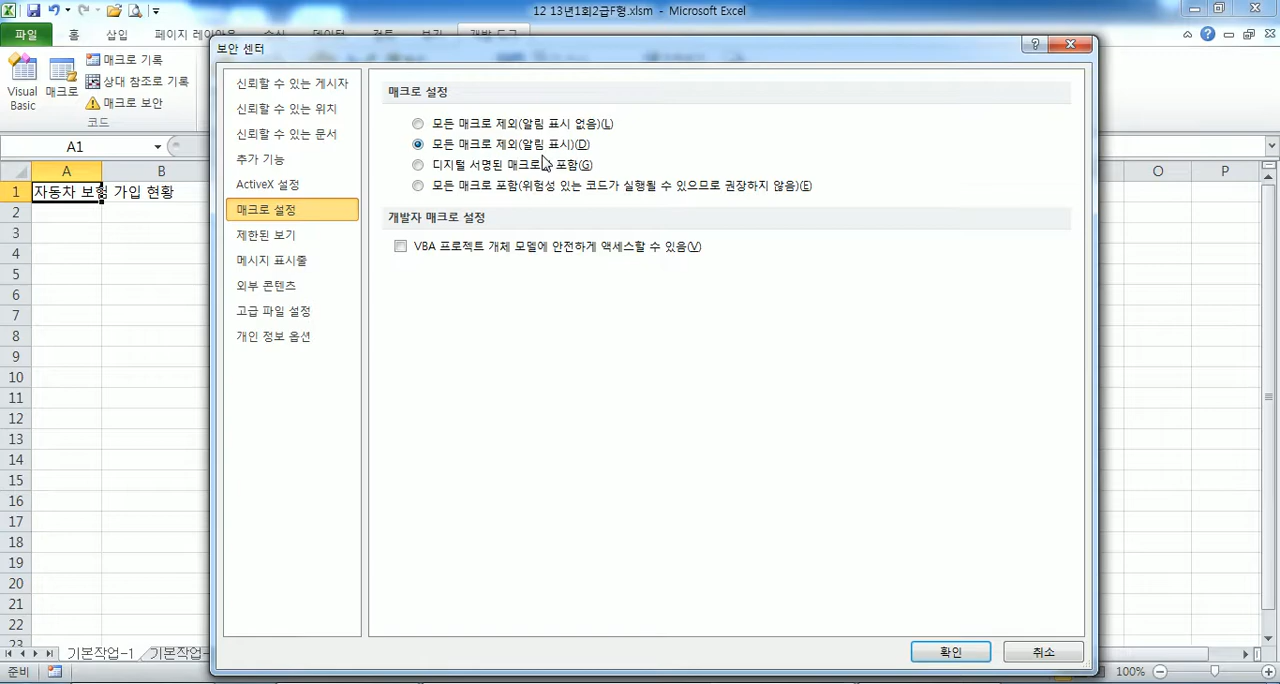 12 13년1회2급F형.xlsm - Microsoft Excel
파일 홈 삽입 페이지 레이아웃
Visual Basic
매크로
매크로 기록
상대 참조로 기록
매크로 보안
코드
A1
A B O P
1 자동차 보험 가입 현황
2
3
4
5
6
7
8
9
10
11
12
13
14
15
16
17
18
19
20
21
22
23
보안 센터
신뢰할 수 있는 게시자
신뢰할 수 있는 위치
신뢰할 수 있는 문서
추가 기능
ActiveX 설정
매크로 설정
제한된 보기
메시지 표시줄
외부 콘텐츠
고급 파일 설정
개인 정보 옵션
매크로 설정
모든 매크로 제외(알림 표시 없음)(L)
모든 매크로 제외(알림 표시)(D)
디지털 서명된 매크로 포함(G)
모든 매크로 포함(위험성 있는 코드가 실행될 수 있으므로 권장하지 않음)(E)
개발자 매크로 설정
VBA 프로젝트 개체 모델에 안전하게 액세스할 수 있음(V)
확인 취소
기본작업-1 기본작업-
준비 100%